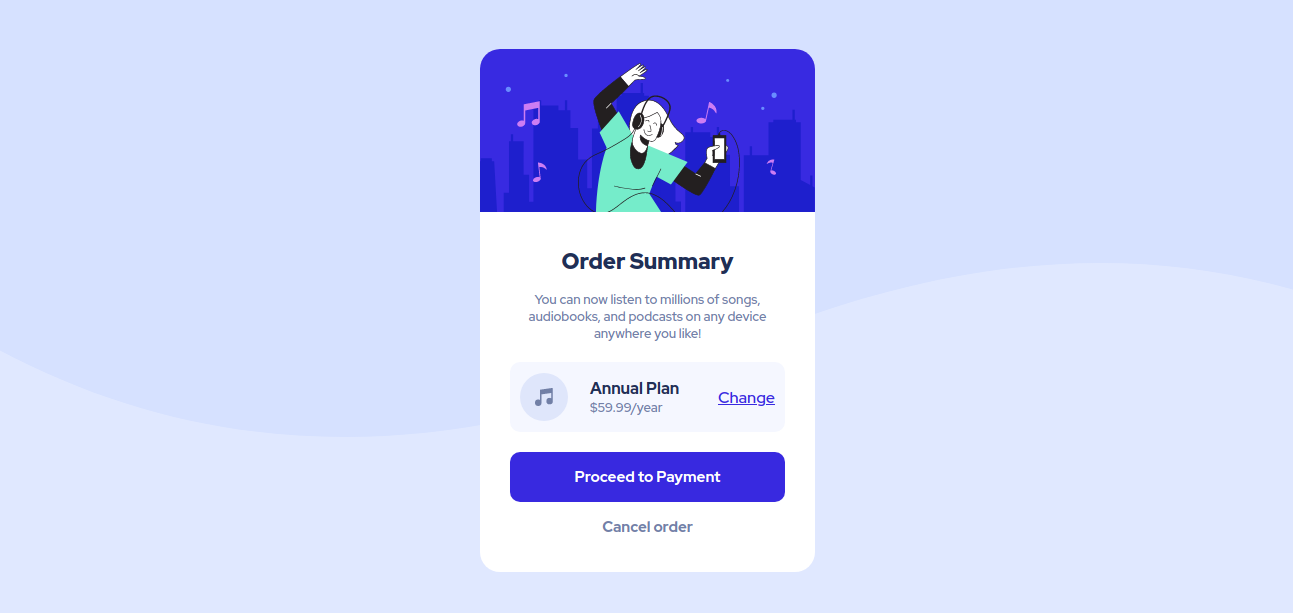 Order Summary
You can now listen to millions of songs,
audiobooks, and podcasts on any device
anywhere you like!
Annual Plan
$59.99/year
Change
Proceed to Payment
Cancel order